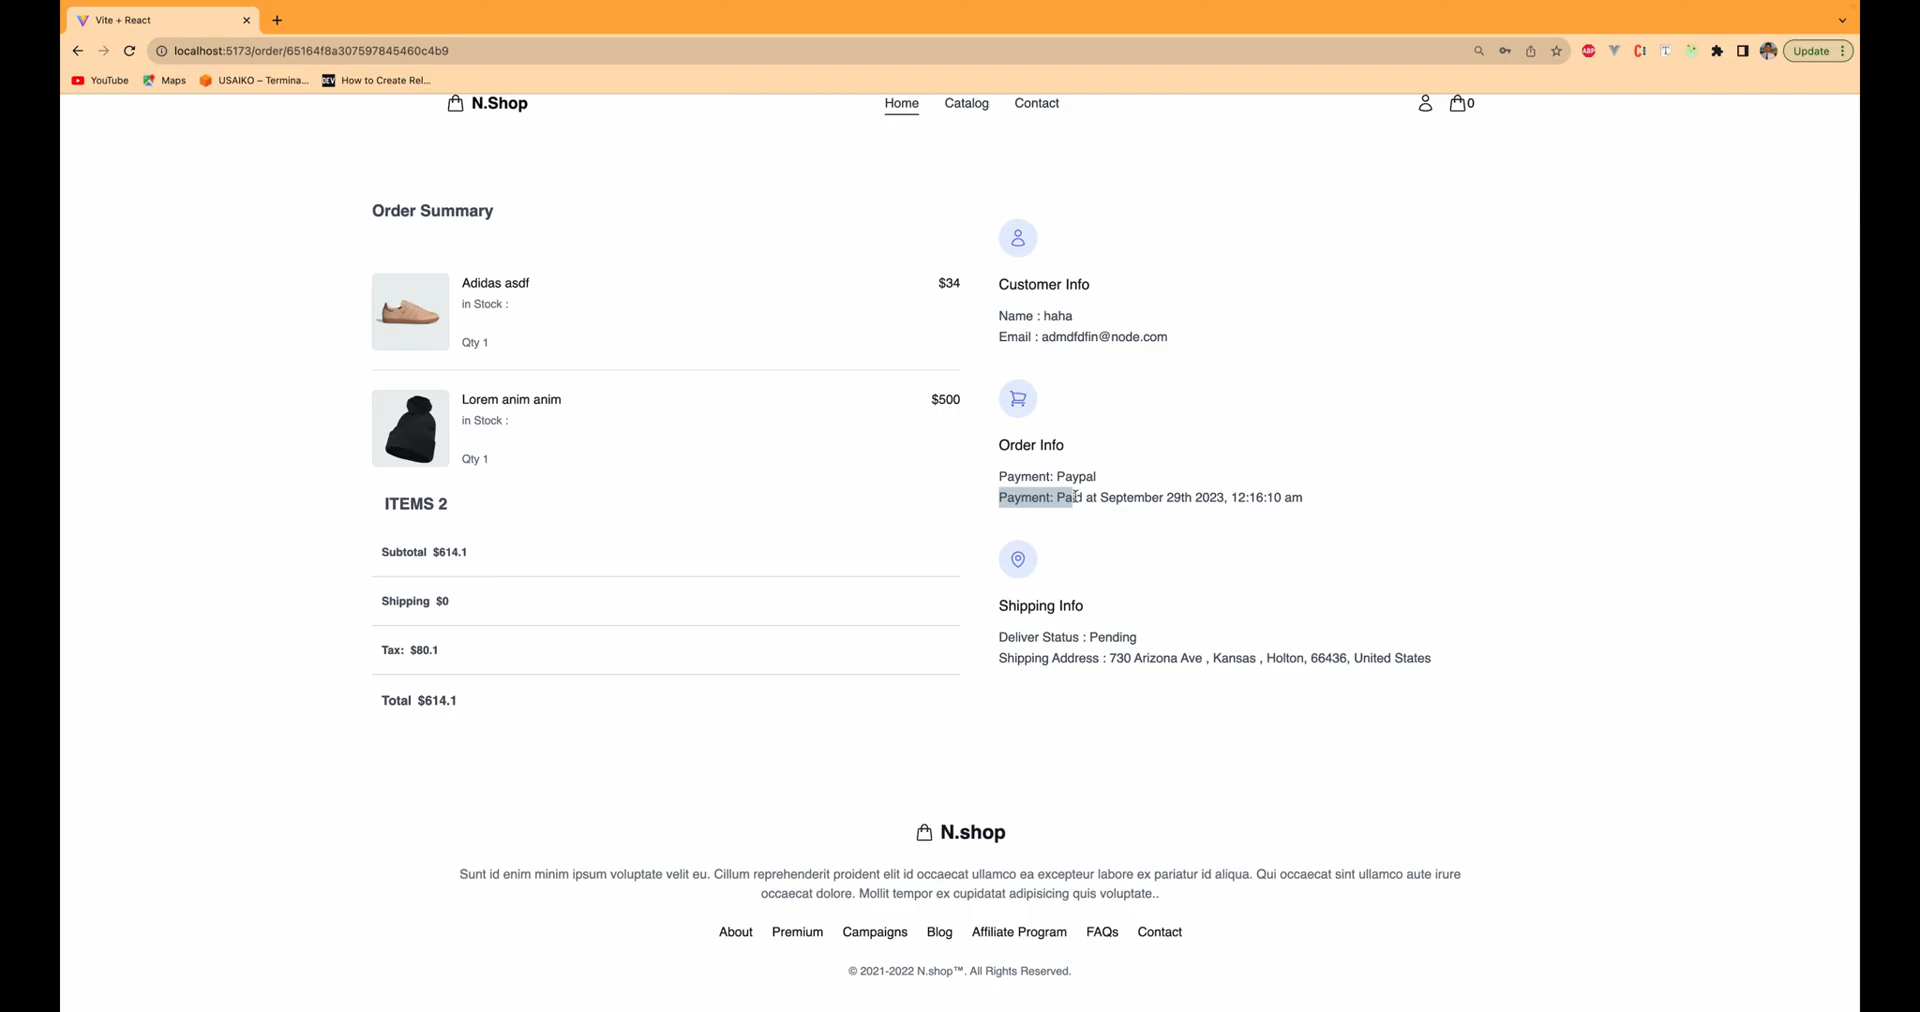 Vite + React
localhost:5173/order/65164f8a307597845460c4b9
ABP
Update
YouTube
Maps
USAIKO – Termina...
DEV
How to Create Rel...
N.Shop
Home
Catalog
Contact
0
Order Summary
Adidas asdf
$34
in Stock :
Qty 1
Lorem anim anim
$500
in Stock :
Qty 1
ITEMS 2
Subtotal $614.1
Shipping $0
Tax: $80.1
Total $614.1
Customer Info
Name : haha
Email : admdfdfin@node.com
Order Info
Payment: Paypal
Payment: Paid at September 29th 2023, 12:16:10 am
Shipping Info
Deliver Status : Pending
Shipping Address : 730 Arizona Ave , Kansas , Holton, 66436, United States
N.shop
Sunt id enim minim ipsum voluptate velit eu. Cillum reprehenderit proident elit id occaecat ullamco ea excepteur labore ex pariatur id aliqua. Qui occaecat sint ullamco aute irure
occaecat dolore. Mollit tempor ex cupidatat adipisicing quis voluptate..
About
Premium
Campaigns
Blog
Affiliate Program
FAQs
Contact
© 2021-2022 N.shop™. All Rights Reserved.